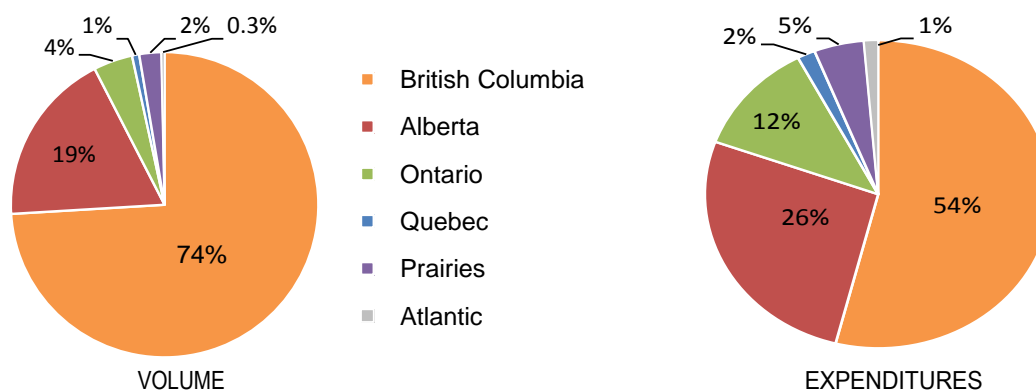 1% 2% 0.3%
4%
19%
74%
VOLUME
British Columbia
Alberta
Ontario
Quebec
Prairies
Atlantic
5% 1%
2%
12%
54%
26%
EXPENDITURES